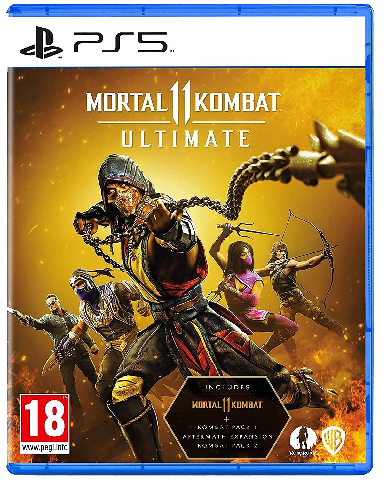 PS5
MORTAL 11 KOMBAT
ULTIMATE
INCLUDES
MORTAL 11 KOMBAT
+
KOMBAT PACK 1
AFTERMATH EXPANSION
KOMBAT PACK 2
18
www.pegi.info
WB